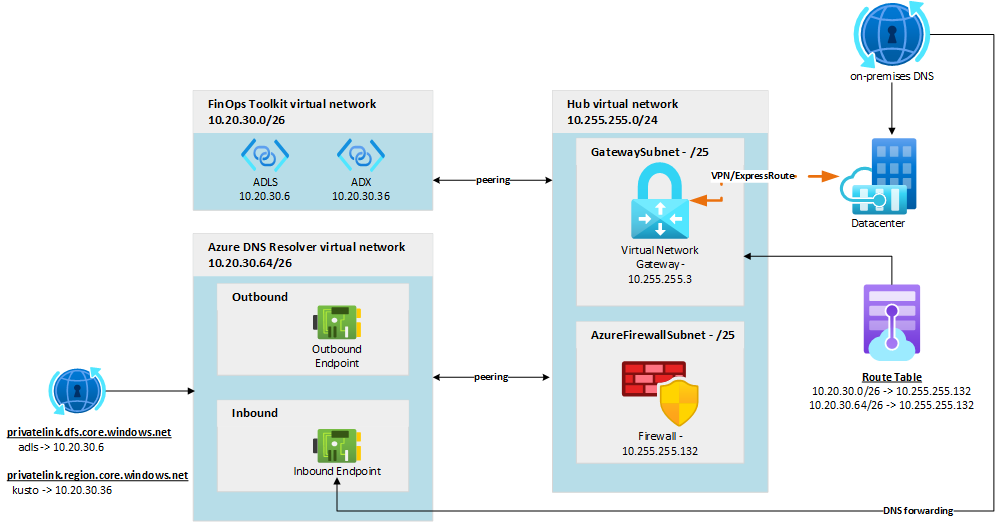 on-premises DNS
FinOps Toolkit virtual network
10.20.30.0/26
ADLS
10.20.30.6
ADX
10.20.30.36
peering
Hub virtual network
10.255.255.0/24
GatewaySubnet - /25
Virtual Network
Gateway -
10.255.255.3
VPN/ExpressRoute
Datacenter
Azure DNS Resolver virtual network
10.20.30.64/26
Outbound
Outbound
Endpoint
Inbound
Inbound Endpoint
peering
AzureFirewallSubnet - /25
Firewall -
10.255.255.132
Route Table
10.20.30.0/26 -> 10.255.255.132
10.20.30.64/26 -> 10.255.255.132
privatelink.dfs.core.windows.net
adls -> 10.20.30.6
privatelink.region.core.windows.net
kusto -> 10.20.30.36
DNS forwarding